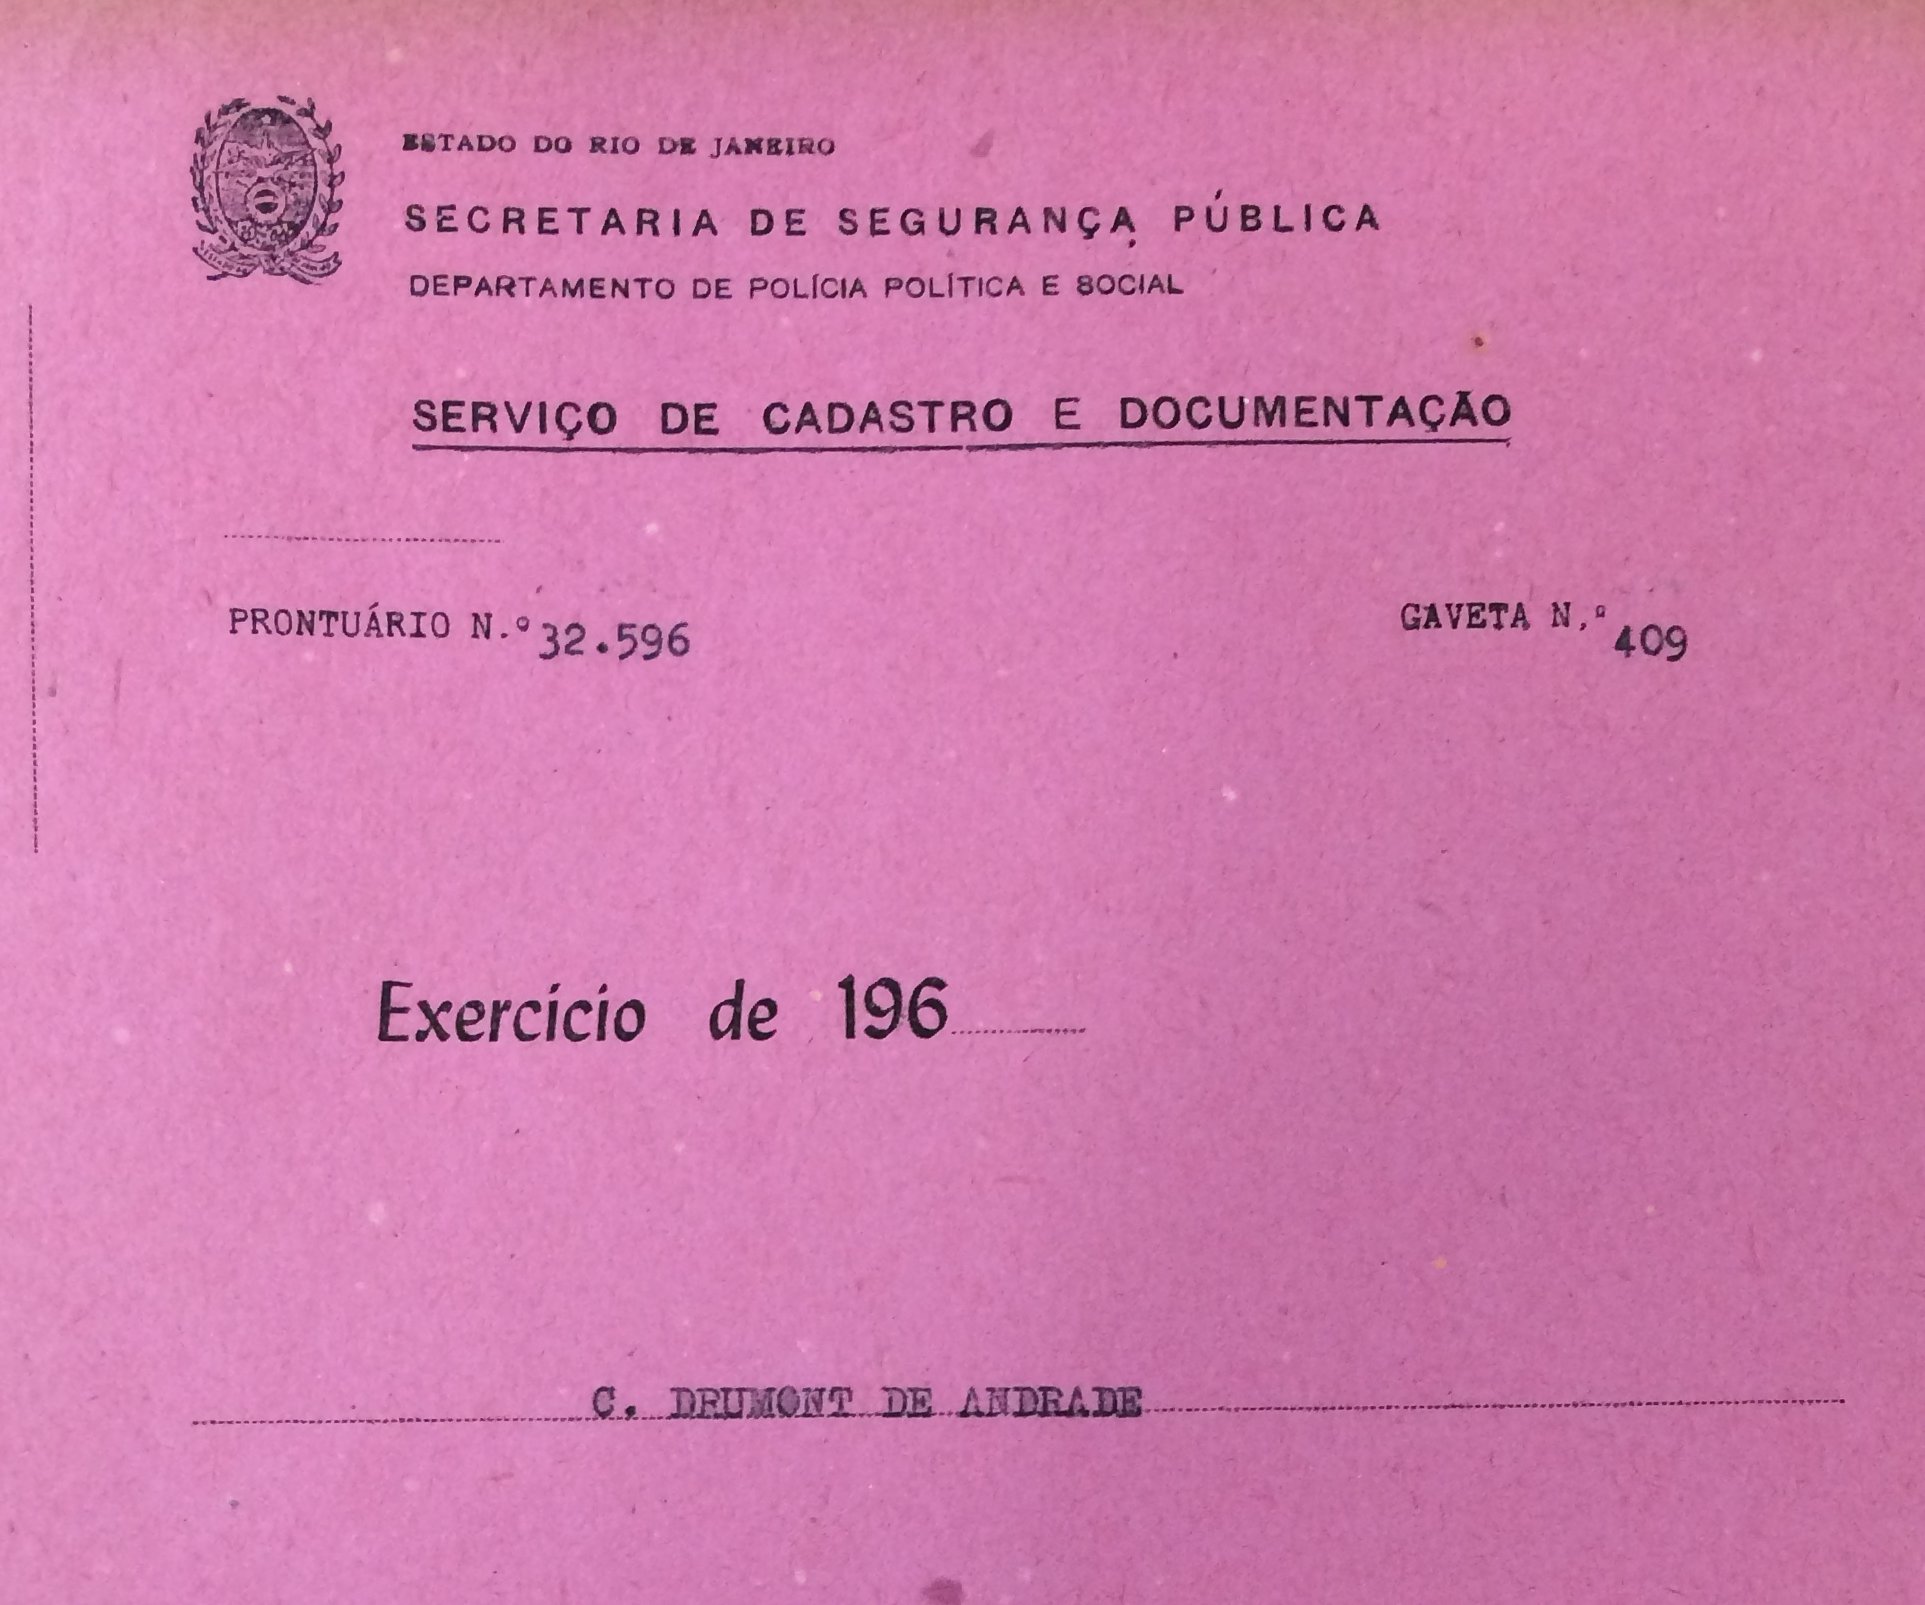 ESTADO DO RIO DE JANEIRO
SECRETARIA DE SEGURANÇA PÚBLICA
DEPARTAMENTO DE POLÍCIA POLÍTICA E SOCIAL
SERVIÇO DE CADASTRO E DOCUMENTAÇÃO
PRONTUÁRIO N.º 32.596
GAVETA N.º 409
Exercício de 196
C. DRUMONT DE ANDRADE